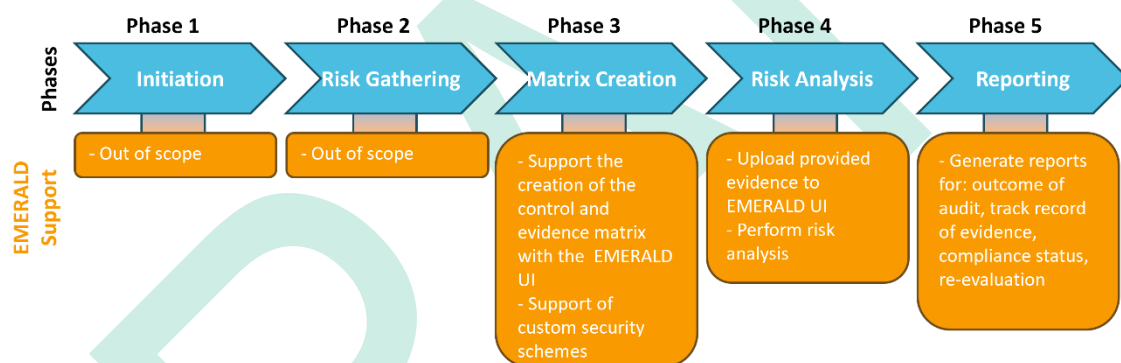 Phase 1
Phase 2
Phase 3
Phase 4
Phase 5
Phases
Initiation
Risk Gathering
Matrix Creation
Risk Analysis
Reporting
EMERALD
Support
- Out of scope
- Out of scope
- Support the
creation of the
control and
evidence matrix
with the EMERALD
UI
- Support of
custom security
schemes
- Upload provided
evidence to
EMERALD UI
- Perform risk
analysis
- Generate reports
for: outcome of
audit, track record
of evidence,
compliance status,
re-evaluation